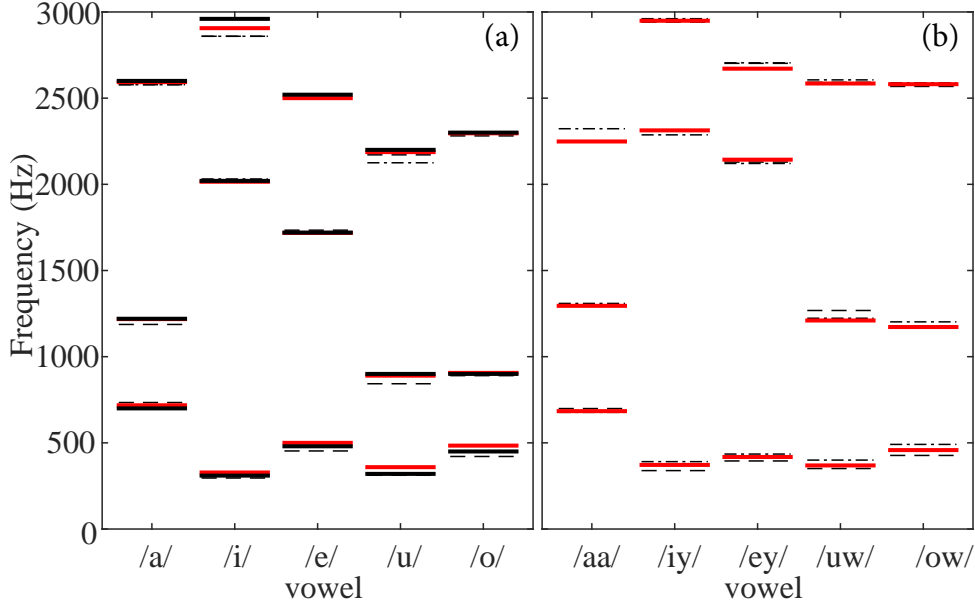 3000
2500
2000
1500
1000
500
0
Frequency (Hz)
(a)
(b)
/a/ /i/ /e/ /u/ /o/
vowel
/aa/ /iy/ /ey/ /uw/ /ow/
vowel